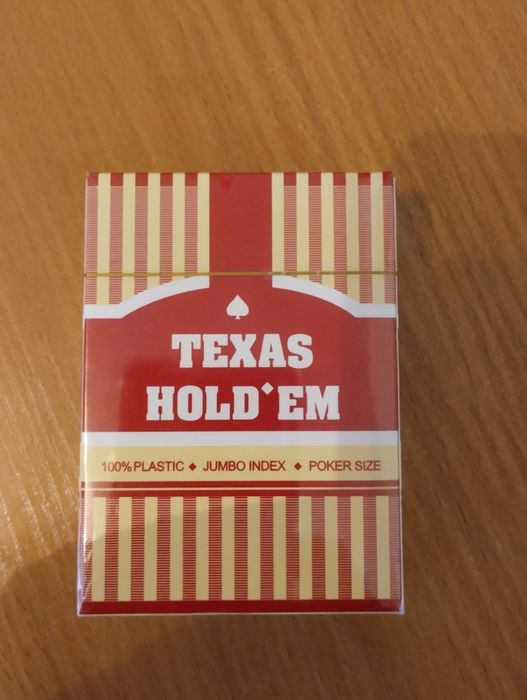 TEXAS
HOLD'EM
100% PLASTIC ◆ JUMBO INDEX ◆ POKER SIZE